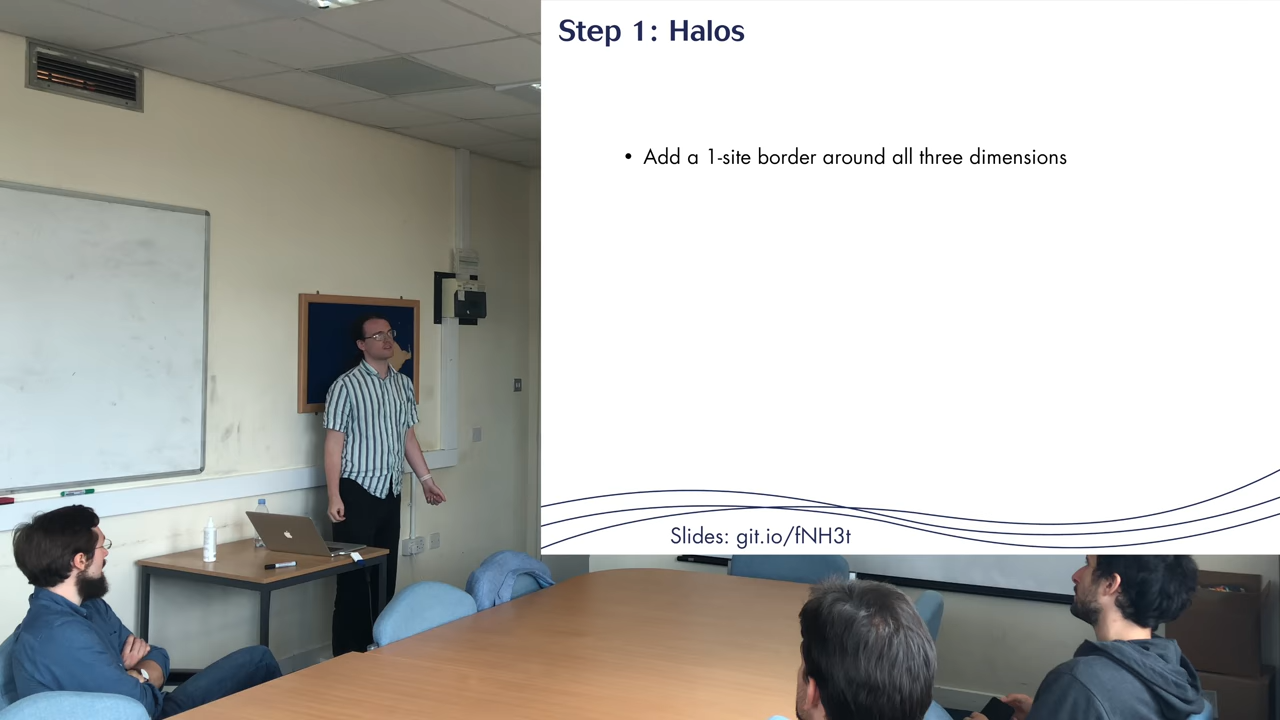 Step 1: Halos
• Add a 1-site border around all three dimensions
Slides: git.io/fNH3t